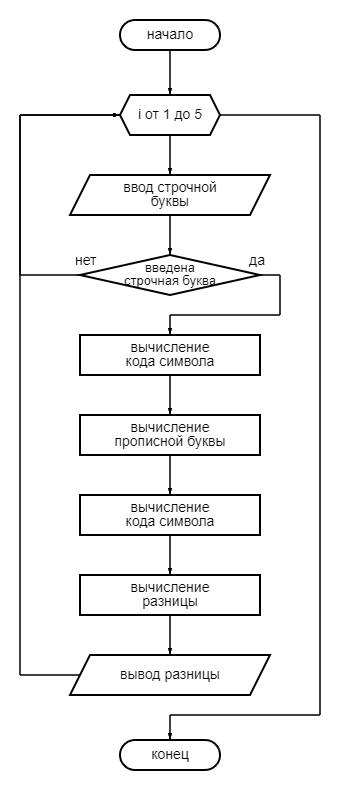 начало
i от 1 до 5
ввод строчной
буквы
нет
да
введена
строчная буква
вычисление
кода символа
вычисление
прописной буквы
вычисление
кода символа
вычисление
разницы
вывод разницы
конец